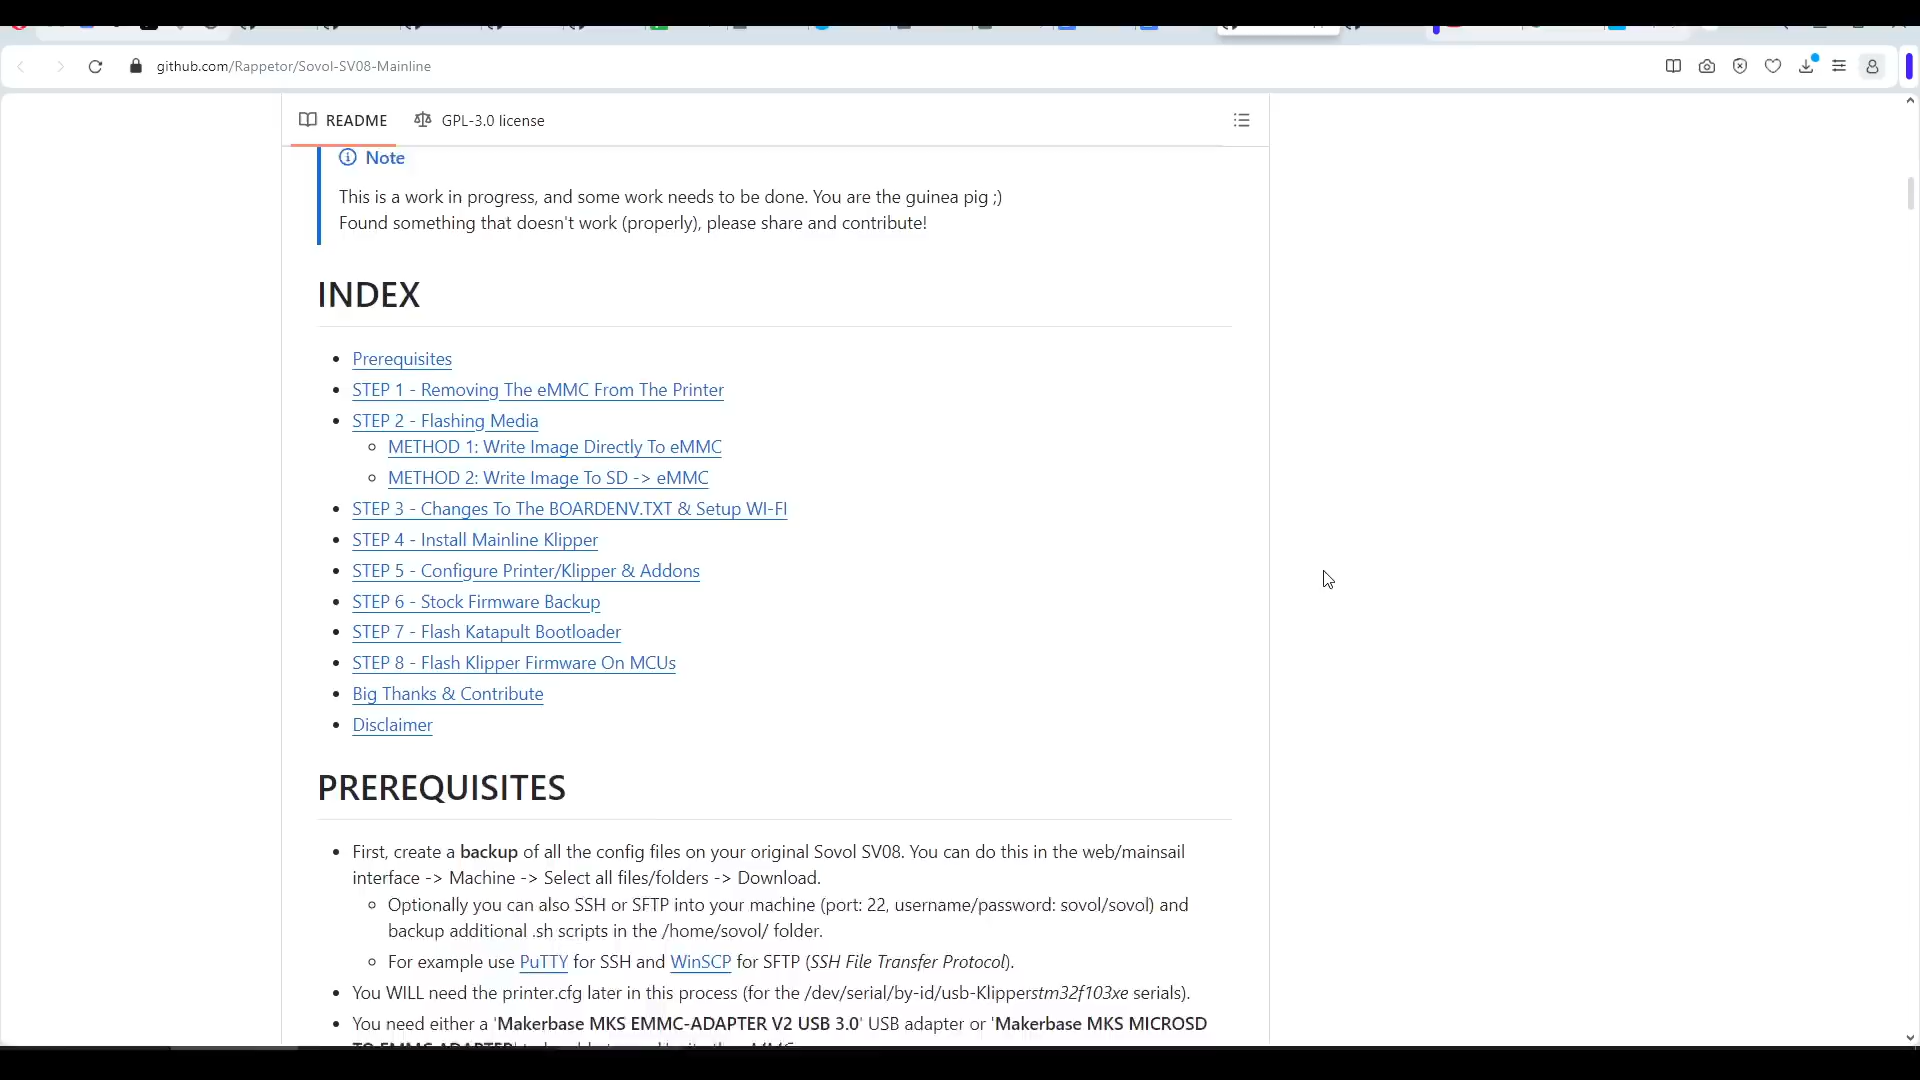 github.com/Rappetor/Sovol-SV08-Mainline
README
GPL-3.0 license
Note
This is a work in progress, and some work needs to be done. You are the guinea pig ;)
Found something that doesn't work (properly), please share and contribute!
INDEX
Prerequisites
STEP 1 - Removing The eMMC From The Printer
STEP 2 - Flashing Media
METHOD 1: Write Image Directly To eMMC
METHOD 2: Write Image To SD -> eMMC
STEP 3 - Changes To The BOARDENV.TXT & Setup WI-FI
STEP 4 - Install Mainline Klipper
STEP 5 - Configure Printer/Klipper & Addons
STEP 6 - Stock Firmware Backup
STEP 7 - Flash Katapult Bootloader
STEP 8 - Flash Klipper Firmware On MCUs
Big Thanks & Contribute
Disclaimer
PREREQUISITES
First, create a backup of all the config files on your original Sovol SV08. You can do this in the web/mainsail
interface -> Machine -> Select all files/folders -> Download.
Optionally you can also SSH or SFTP into your machine (port: 22, username/password: sovol/sovol) and
backup additional .sh scripts in the /home/sovol/ folder.
For example use PuTTY for SSH and WinSCP for SFTP (SSH File Transfer Protocol).
You WILL need the printer.cfg later in this process (for the /dev/serial/by-id/usb-Klipperstm32f103xe serials).
You need either a 'Makerbase MKS EMMC-ADAPTER V2 USB 3.0' USB adapter or 'Makerbase MKS MICROSD